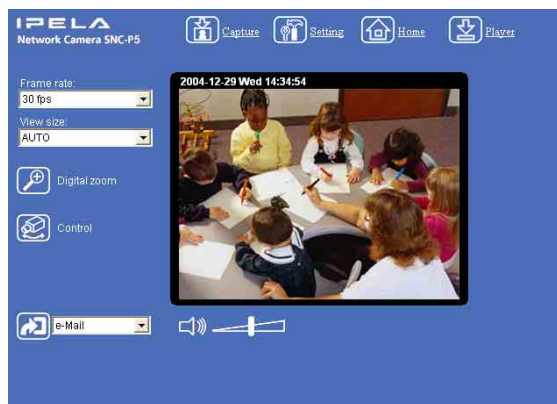 IPELA
Network Camera SNC-P5
Capture
Setting
Home
Player
Frame rate:
30 fps
View size:
AUTO
2004-12-29 Wed 14:34:54
Digital zoom
Control
e-Mail